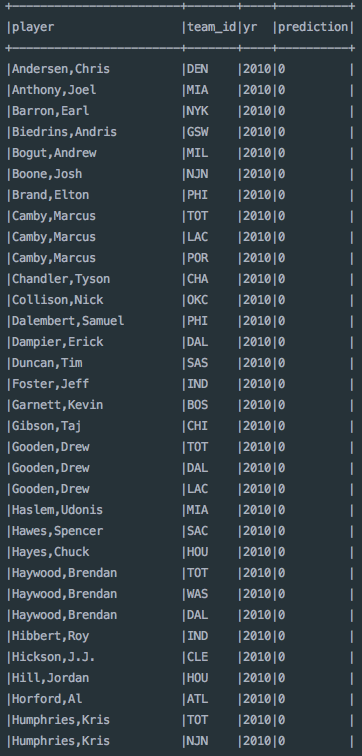 +----------------------+-------+----+----------+
|player                |team_id|yr  |prediction|
+----------------------+-------+----+----------+
|Andersen,Chris        |DEN    |2010|0         |
|Anthony,Joel          |MIA    |2010|0         |
|Barron,Earl           |NYK    |2010|0         |
|Biedrins,Andris       |GSW    |2010|0         |
|Bogut,Andrew          |MIL    |2010|0         |
|Boone,Josh            |NJN    |2010|0         |
|Brand,Elton           |PHI    |2010|0         |
|Camby,Marcus          |TOT    |2010|0         |
|Camby,Marcus          |LAC    |2010|0         |
|Camby,Marcus          |POR    |2010|0         |
|Chandler,Tyson        |CHA    |2010|0         |
|Collison,Nick         |OKC    |2010|0         |
|Dalembert,Samuel      |PHI    |2010|0         |
|Dampier,Erick         |DAL    |2010|0         |
|Duncan,Tim            |SAS    |2010|0         |
|Foster,Jeff           |IND    |2010|0         |
|Garnett,Kevin         |BOS    |2010|0         |
|Gibson,Taj            |CHI    |2010|0         |
|Gooden,Drew           |TOT    |2010|0         |
|Gooden,Drew           |DAL    |2010|0         |
|Gooden,Drew           |LAC    |2010|0         |
|Haslem,Udonis         |MIA    |2010|0         |
|Hawes,Spencer         |SAC    |2010|0         |
|Hayes,Chuck           |HOU    |2010|0         |
|Haywood,Brendan       |TOT    |2010|0         |
|Haywood,Brendan       |WAS    |2010|0         |
|Haywood,Brendan       |DAL    |2010|0         |
|Hibbert,Roy           |IND    |2010|0         |
|Hickson,J.J.          |CLE    |2010|0         |
|Hill,Jordan           |HOU    |2010|0         |
|Horford,Al            |ATL    |2010|0         |
|Humphries,Kris        |TOT    |2010|0         |
|Humphries,Kris        |NJN    |2010|0         |